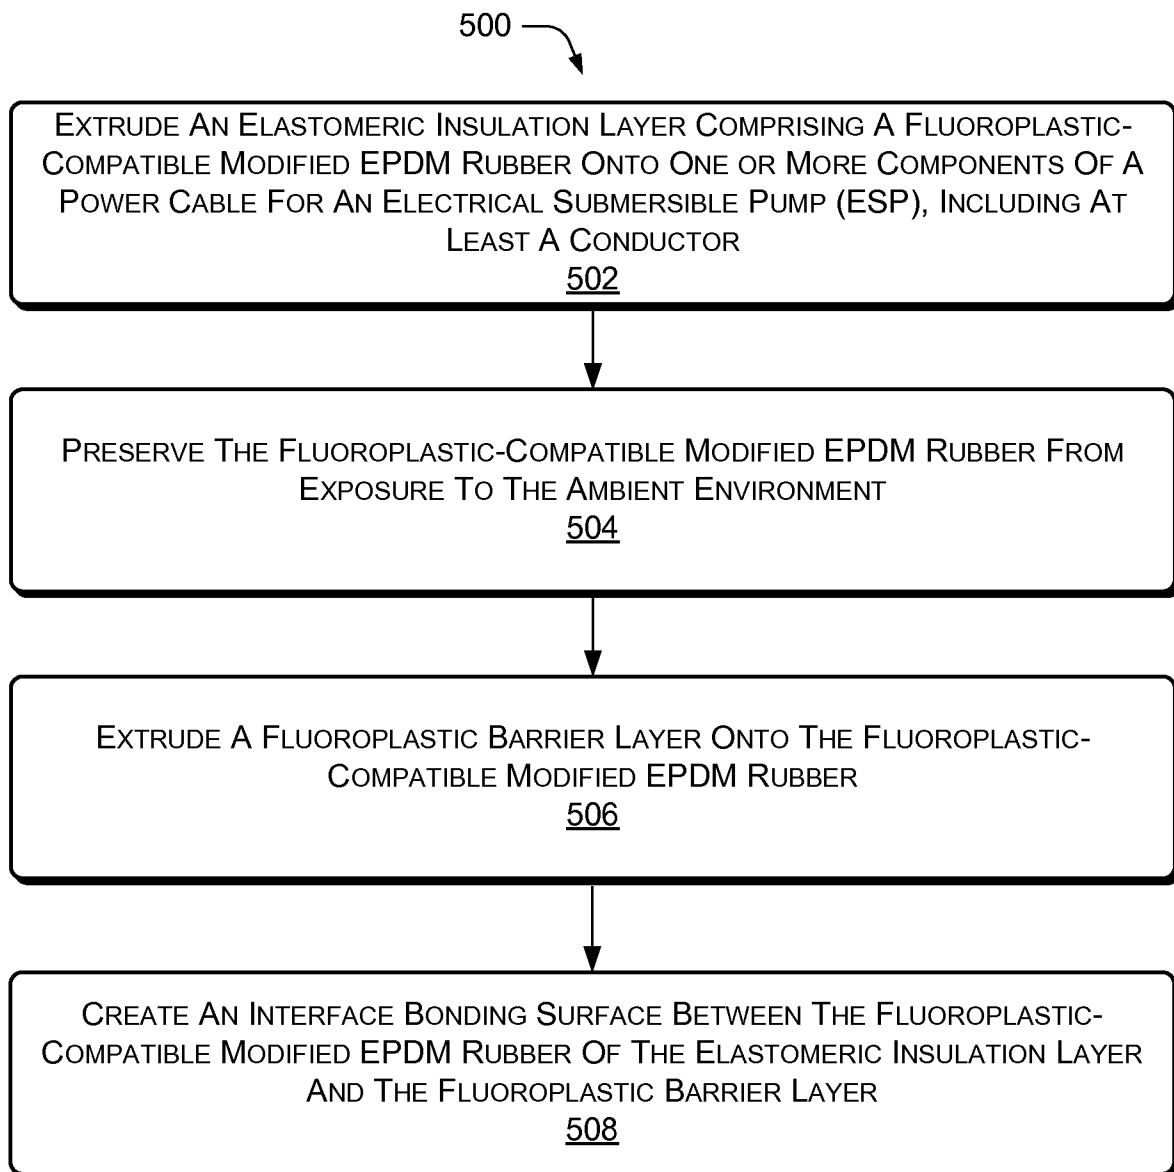 500
EXTRUDE AN ELASTOMERIC INSULATION LAYER COMPRISING A FLUOROPLASTIC-
COMPATIBLE MODIFIED EPDM RUBBER ONTO ONE OR MORE COMPONENTS OF A
POWER CABLE FOR AN ELECTRICAL SUBMERSIBLE PUMP (ESP), INCLUDING AT
LEAST A CONDUCTOR
502
PRESERVE THE FLUOROPLASTIC-COMPATIBLE MODIFIED EPDM RUBBER FROM
EXPOSURE TO THE AMBIENT ENVIRONMENT
504
EXTRUDE A FLUOROPLASTIC BARRIER LAYER ONTO THE FLUOROPLASTIC-
COMPATIBLE MODIFIED EPDM RUBBER
506
CREATE AN INTERFACE BONDING SURFACE BETWEEN THE FLUOROPLASTIC-
COMPATIBLE MODIFIED EPDM RUBBER OF THE ELASTOMERIC INSULATION LAYER
AND THE FLUOROPLASTIC BARRIER LAYER
508